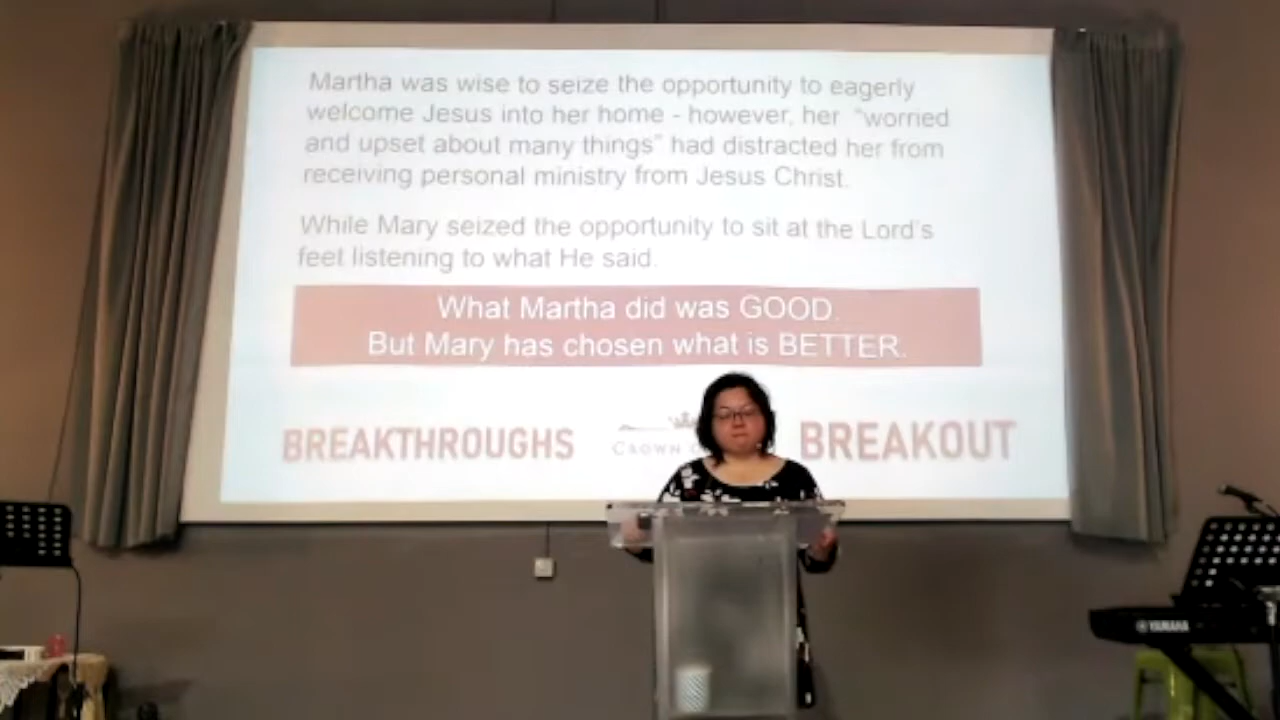 Martha was wise to seize the opportunity to eagerly
welcome Jesus into her home - however, her "worried
and upset about many things" had distracted her from
receiving personal ministry from Jesus Christ.
While Mary seized the opportunity to sit at the Lord's
feet listening to what He said.
What Martha did was GOOD.
But Mary has chosen what is BETTER.
BREAKTHROUGHS
CROWN
BREAKOUT
YAMAHA